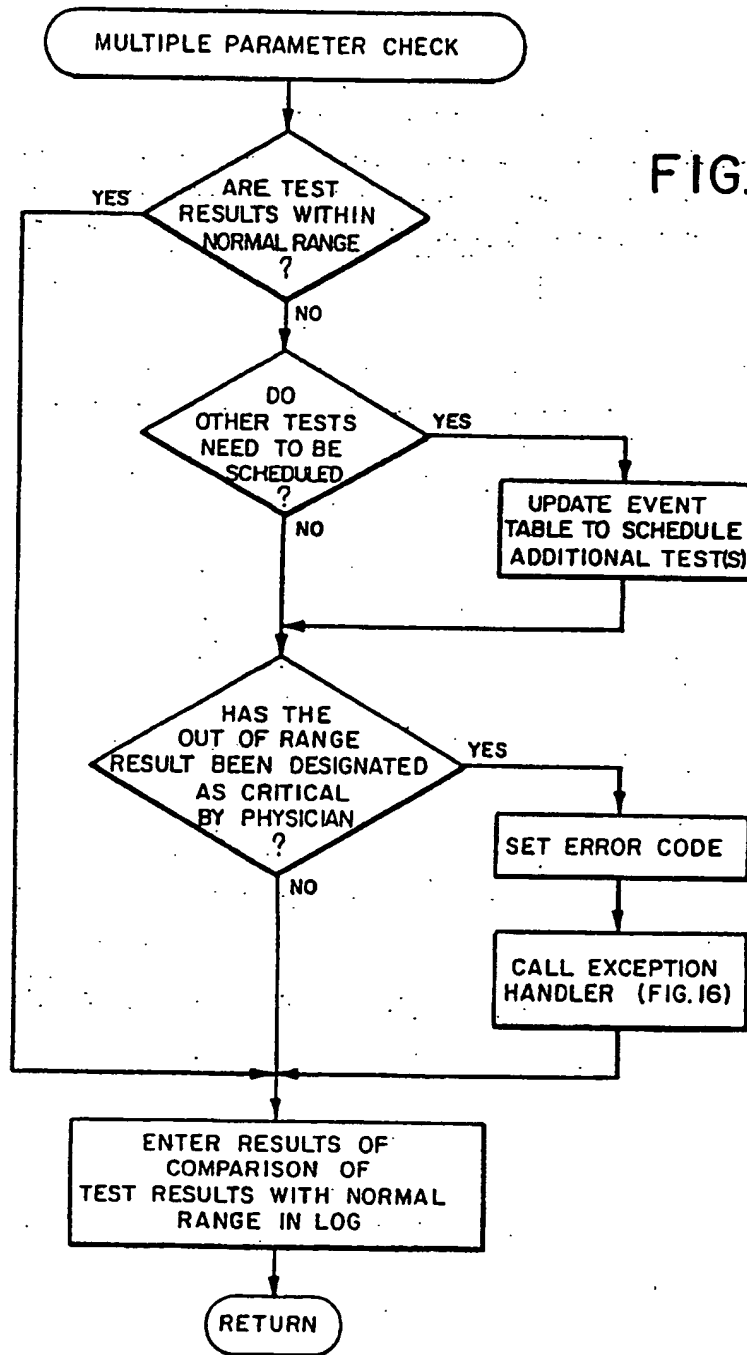 MULTIPLE PARAMETER CHECK
FIG.
ARE TEST
RESULTS WITHIN
NORMAL RANGE
?
YES
NO
DO
OTHER TESTS
NEED TO BE
SCHEDULED
?
YES
NO
UPDATE EVENT
TABLE TO SCHEDULE
ADDITIONAL TEST(S)
HAS THE
OUT OF RANGE
RESULT BEEN DESIGNATED
AS CRITICAL
BY PHYSICIAN
?
YES
NO
SET ERROR CODE
CALL EXCEPTION
HANDLER (FIG.16)
ENTER RESULTS OF
COMPARISON OF
TEST RESULTS WITH NORMAL
RANGE IN LOG
RETURN